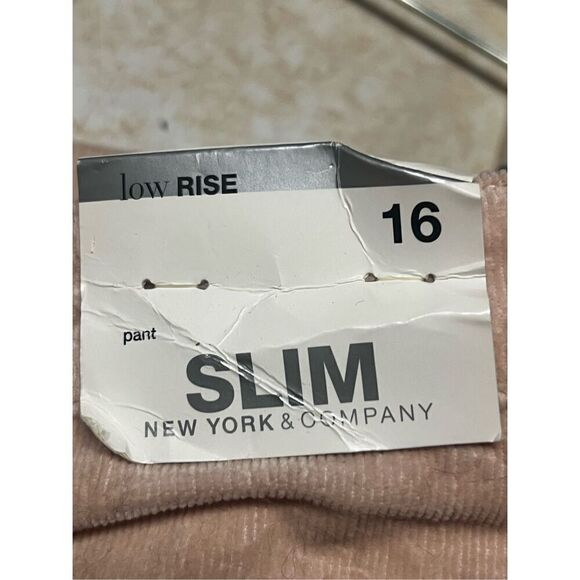 low RISE
16
pant
SLIM
NEW YORK & COMPANY